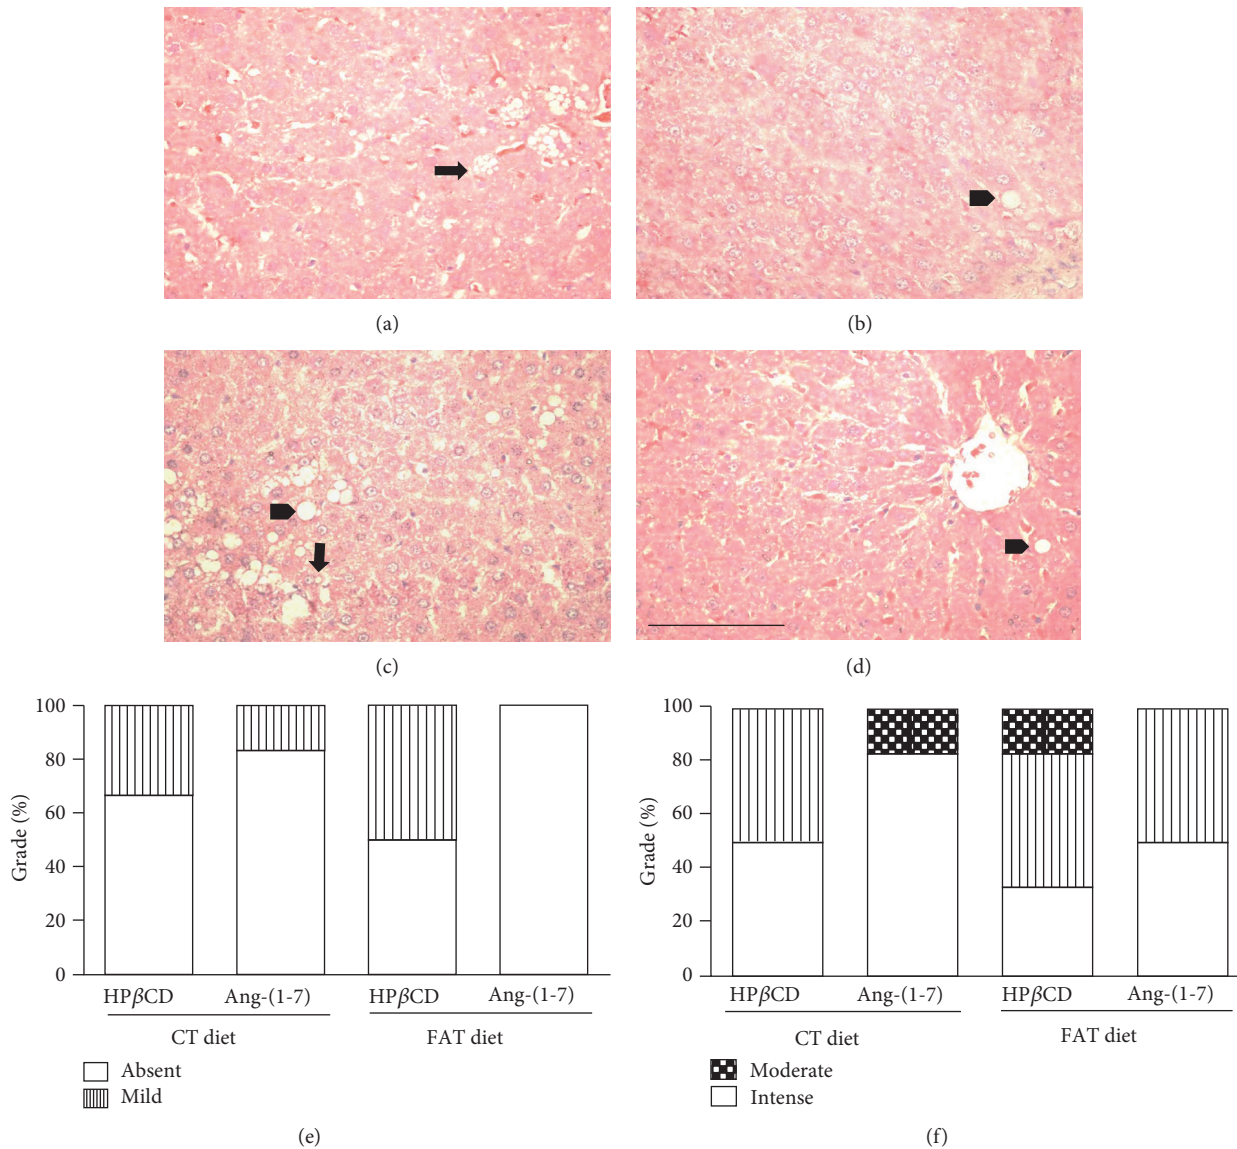 (a)
(b)
(c)
(d)
Grade (%)
100
80
60
40
20
0
HPβCD
Ang-(1-7)
HPβCD
Ang-(1-7)
CT diet
FAT diet
Absent
Mild
(e)
Grade (%)
100
80
60
40
20
0
HPβCD
Ang-(1-7)
HPβCD
Ang-(1-7)
CT diet
FAT diet
Moderate
Intense
(f)